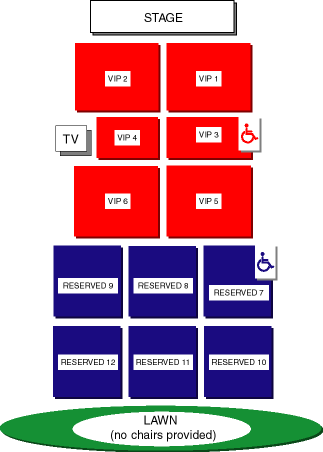 STAGE
VIP 2
VIP 1
TV
VIP 4
VIP 3
VIP 6
VIP 5
RESERVED 9
RESERVED 8
RESERVED 7
RESERVED 12
RESERVED 11
RESERVED 10
LAWN
(no chairs provided)